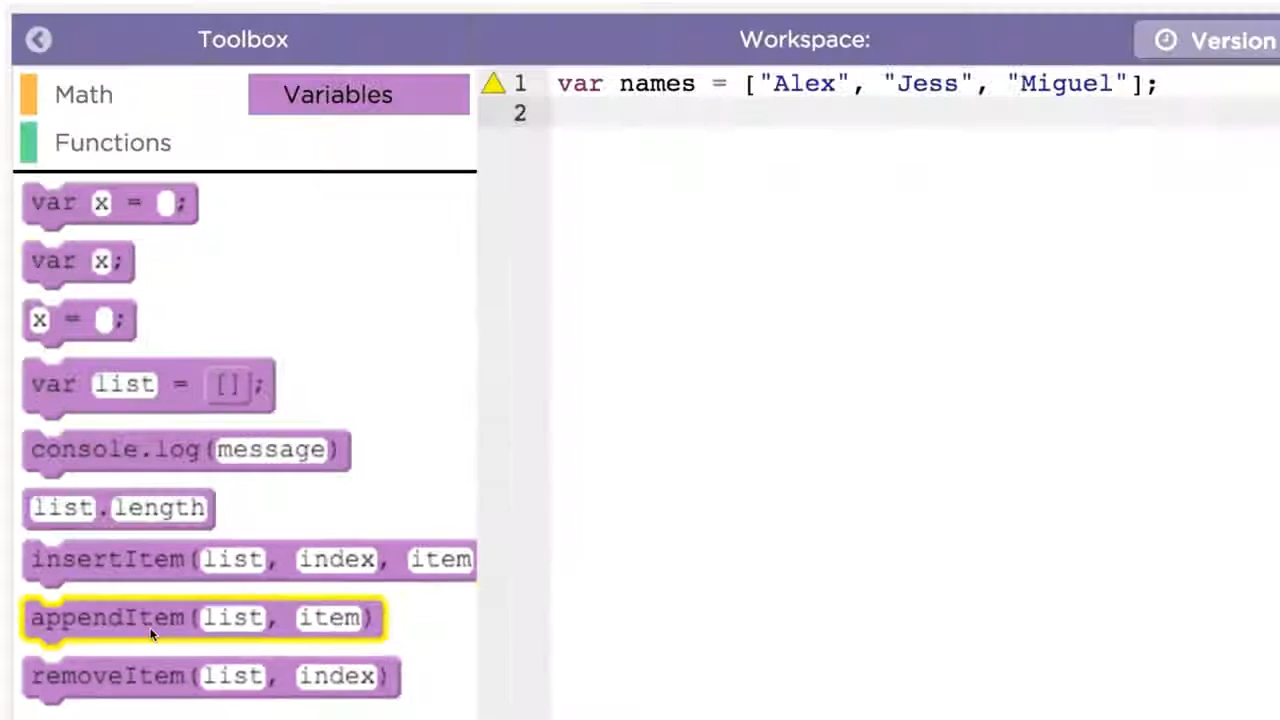 Toolbox
Workspace:
Version
Math
Variables
Functions
var x = ;
var x;
x = ;
var list = [];
console.log(message)
list.length
insertItem(list, index, item
appendItem(list, item)
removeItem(list, index)
1 var names = ["Alex", "Jess", "Miguel"];
2